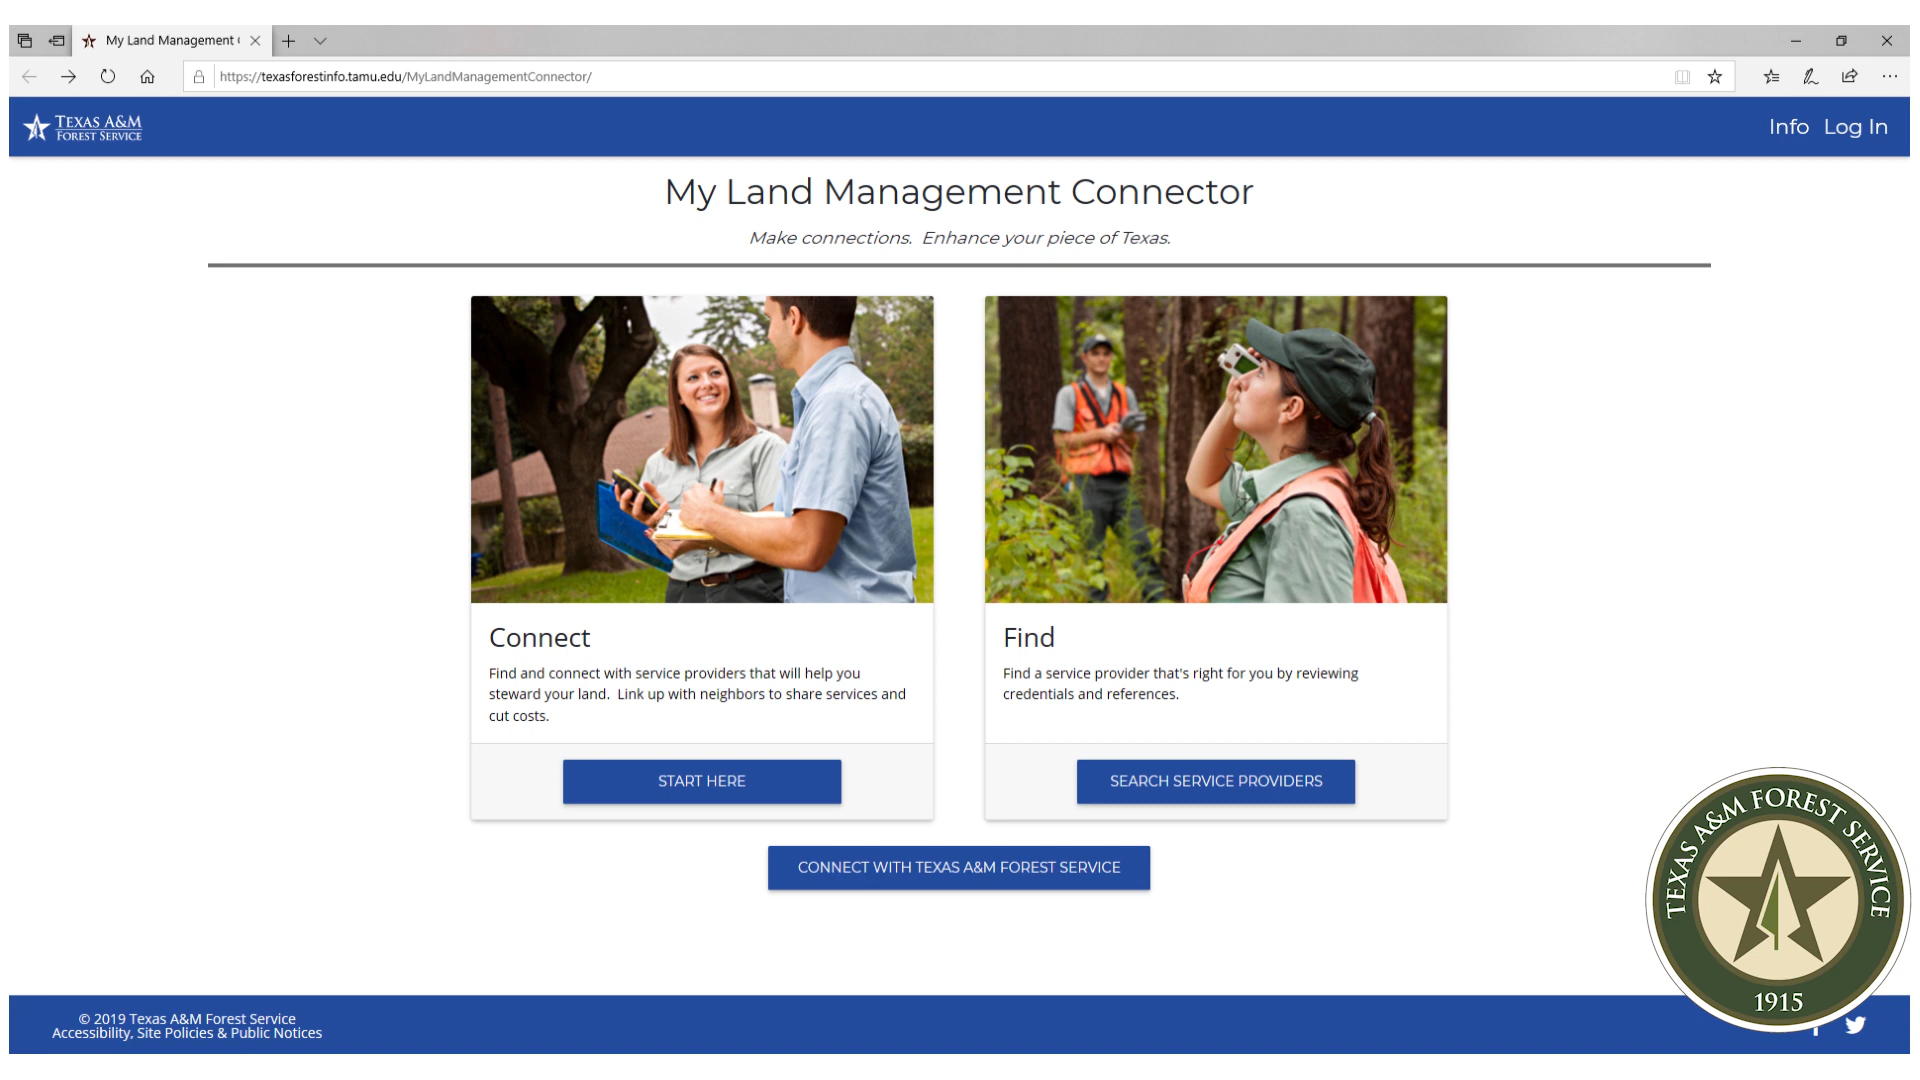 My Land Management
https://texasforestinfo.tamu.edu/MyLandManagementConnector/
TEXAS A&M
FOREST SERVICE
Info Log In
My Land Management Connector
Make connections. Enhance your piece of Texas.
Connect
Find and connect with service providers that will help you
steward your land. Link up with neighbors to share services and
cut costs.
START HERE
Find
Find a service provider that's right for you by reviewing
credentials and references.
SEARCH SERVICE PROVIDERS
CONNECT WITH TEXAS A&M FOREST SERVICE
TEXAS A&M FOREST SERVICE
1915
© 2019 Texas A&M Forest Service
Accessibility, Site Policies & Public Notices